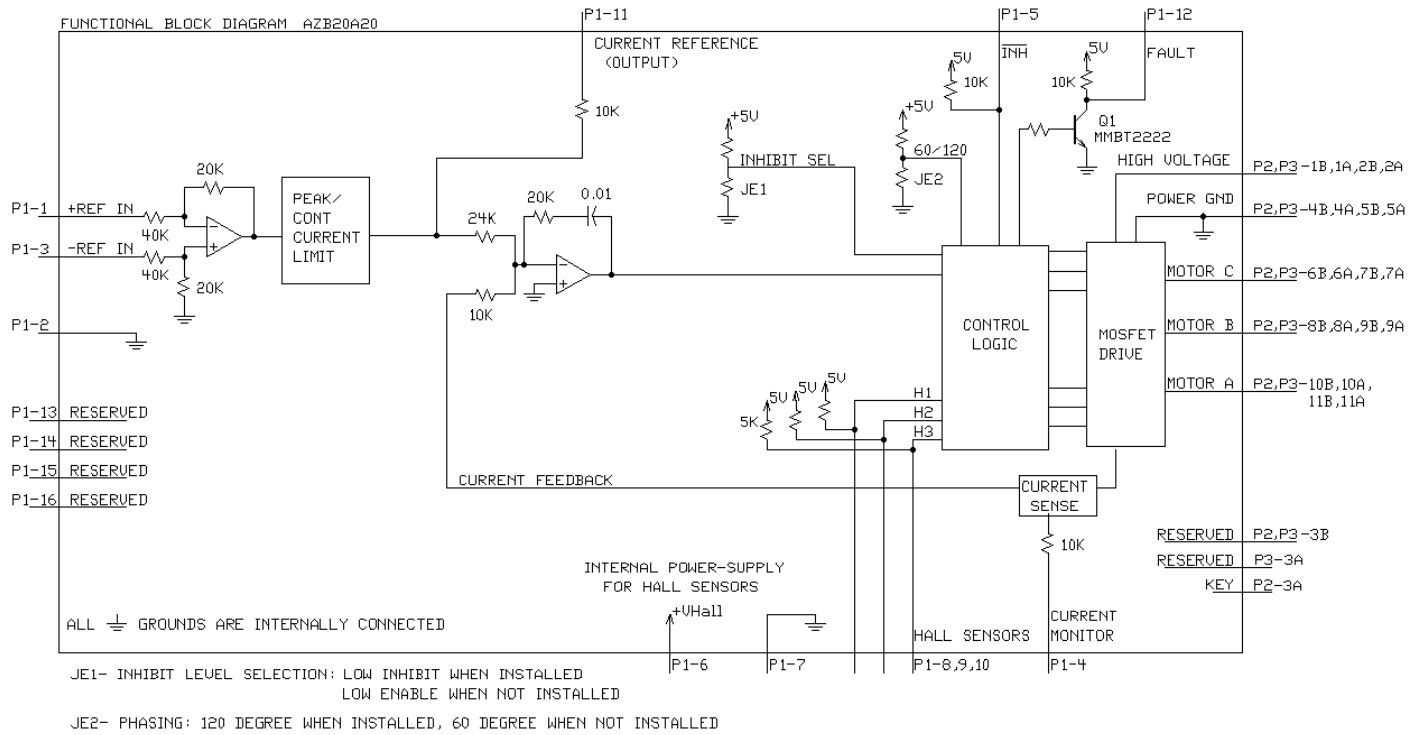 FUNCTIONAL BLOCK DIAGRAM AZB20A20
P1-11
P1-5
P1-12
CURRENT REFERENCE
(OUTPUT)
INH
FAULT
5V
10K
5V
10K
10K
+5V
+5V
Q1
MMBT2222
INHIBIT SEL
60/120
JE1
JE2
HIGH VOLTAGE
P2,P3-1B,1A,2B,2A
POWER GND
P2,P3-4B,4A,5B,5A
20K
P1-1
+REF IN
40K
P1-3
-REF IN
40K
20K
PEAK/
CONT
CURRENT
LIMIT
24K
20K
0.01
10K
P1-2
CONTROL
LOGIC
MOSFET
DRIVE
MOTOR C
P2,P3-6B,6A,7B,7A
MOTOR B
P2,P3-8B,8A,9B,9A
MOTOR A
P2,P3-10B,10A,
11B,11A
5V
5V
5V
5K
H1
H2
H3
P1-13 RESERVED
P1-14 RESERVED
P1-15 RESERVED
P1-16 RESERVED
CURRENT FEEDBACK
CURRENT
SENSE
10K
RESERVED
P2,P3-3B
RESERVED
P3-3A
KEY
P2-3A
INTERNAL POWER-SUPPLY
FOR HALL SENSORS
+VHall
ALL GROUNDS ARE INTERNALLY CONNECTED
HALL SENSORS
CURRENT
MONITOR
P1-6
P1-7
P1-8,9,10
P1-4
JE1- INHIBIT LEVEL SELECTION: LOW INHIBIT WHEN INSTALLED
LOW ENABLE WHEN NOT INSTALLED
JE2- PHASING: 120 DEGREE WHEN INSTALLED, 60 DEGREE WHEN NOT INSTALLED